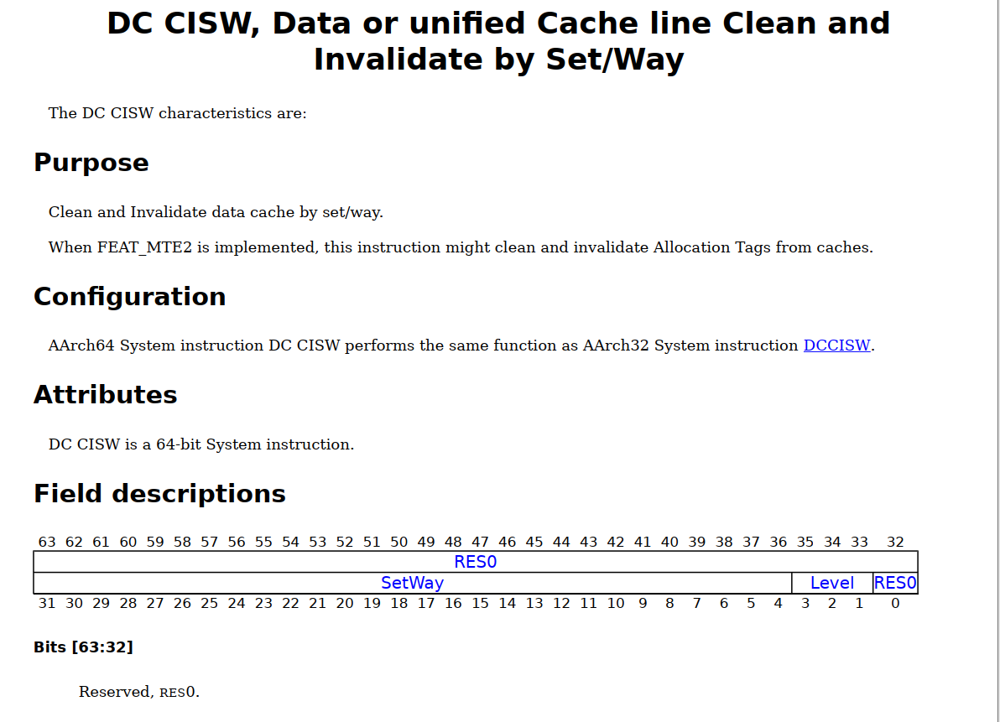 DC CISW, Data or unified Cache line Clean and
Invalidate by Set/Way
The DC CISW characteristics are:
Purpose
Clean and Invalidate data cache by set/way.
When FEAT_MTE2 is implemented, this instruction might clean and invalidate Allocation Tags from caches.
Configuration
AArch64 System instruction DC CISW performs the same function as AArch32 System instruction DCCISW.
Attributes
DC CISW is a 64-bit System instruction.
Field descriptions
63 62 61 60 59 58 57 56 55 54 53 52 51 50 49 48 47 46 45 44 43 42 41 40 39 38 37 36 35 34 33 32
RES0
SetWay Level RES0
31 30 29 28 27 26 25 24 23 22 21 20 19 18 17 16 15 14 13 12 11 10 9 8 7 6 5 4 3 2 1 0
Bits [63:32]
Reserved, RES0.